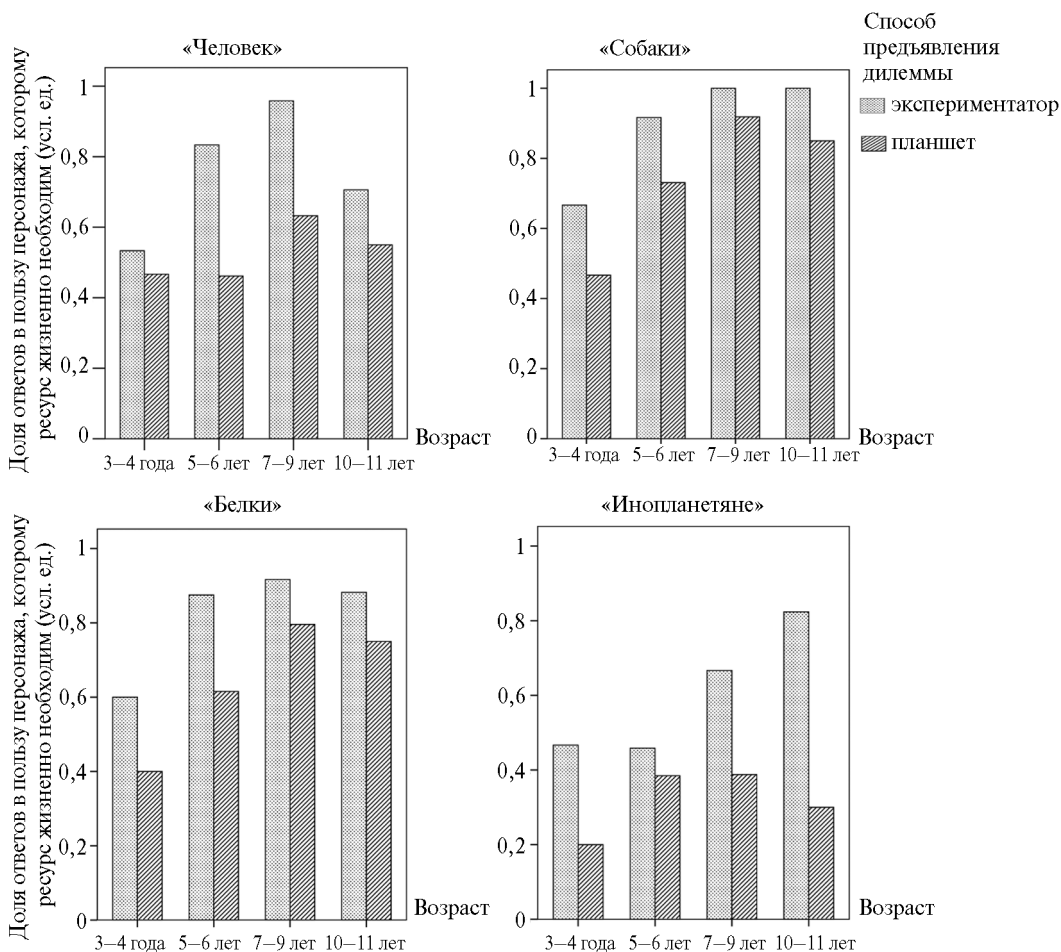 «Человек»
«Собаки»
Способ
предъявления
дилеммы
экспериментатор
планшет
Доля ответов в пользу персонажа, которому
ресурс жизненно необходим (усл. ед.)
1
0,8
0,6
0,4
0,2
0
3–4 года 5–6 лет 7–9 лет 10–11 лет
Возраст
1
0,8
0,6
0,4
0,2
0
3–4 года 5–6 лет 7–9 лет 10–11 лет
Возраст
«Белки»
«Инопланетяне»
Доля ответов в пользу персонажа, которому
ресурс жизненно необходим (усл. ед.)
1
0,8
0,6
0,4
0,2
0
3–4 года 5–6 лет 7–9 лет 10–11 лет
Возраст
1
0,8
0,6
0,4
0,2
0
3–4 года 5–6 лет 7–9 лет 10–11 лет
Возраст